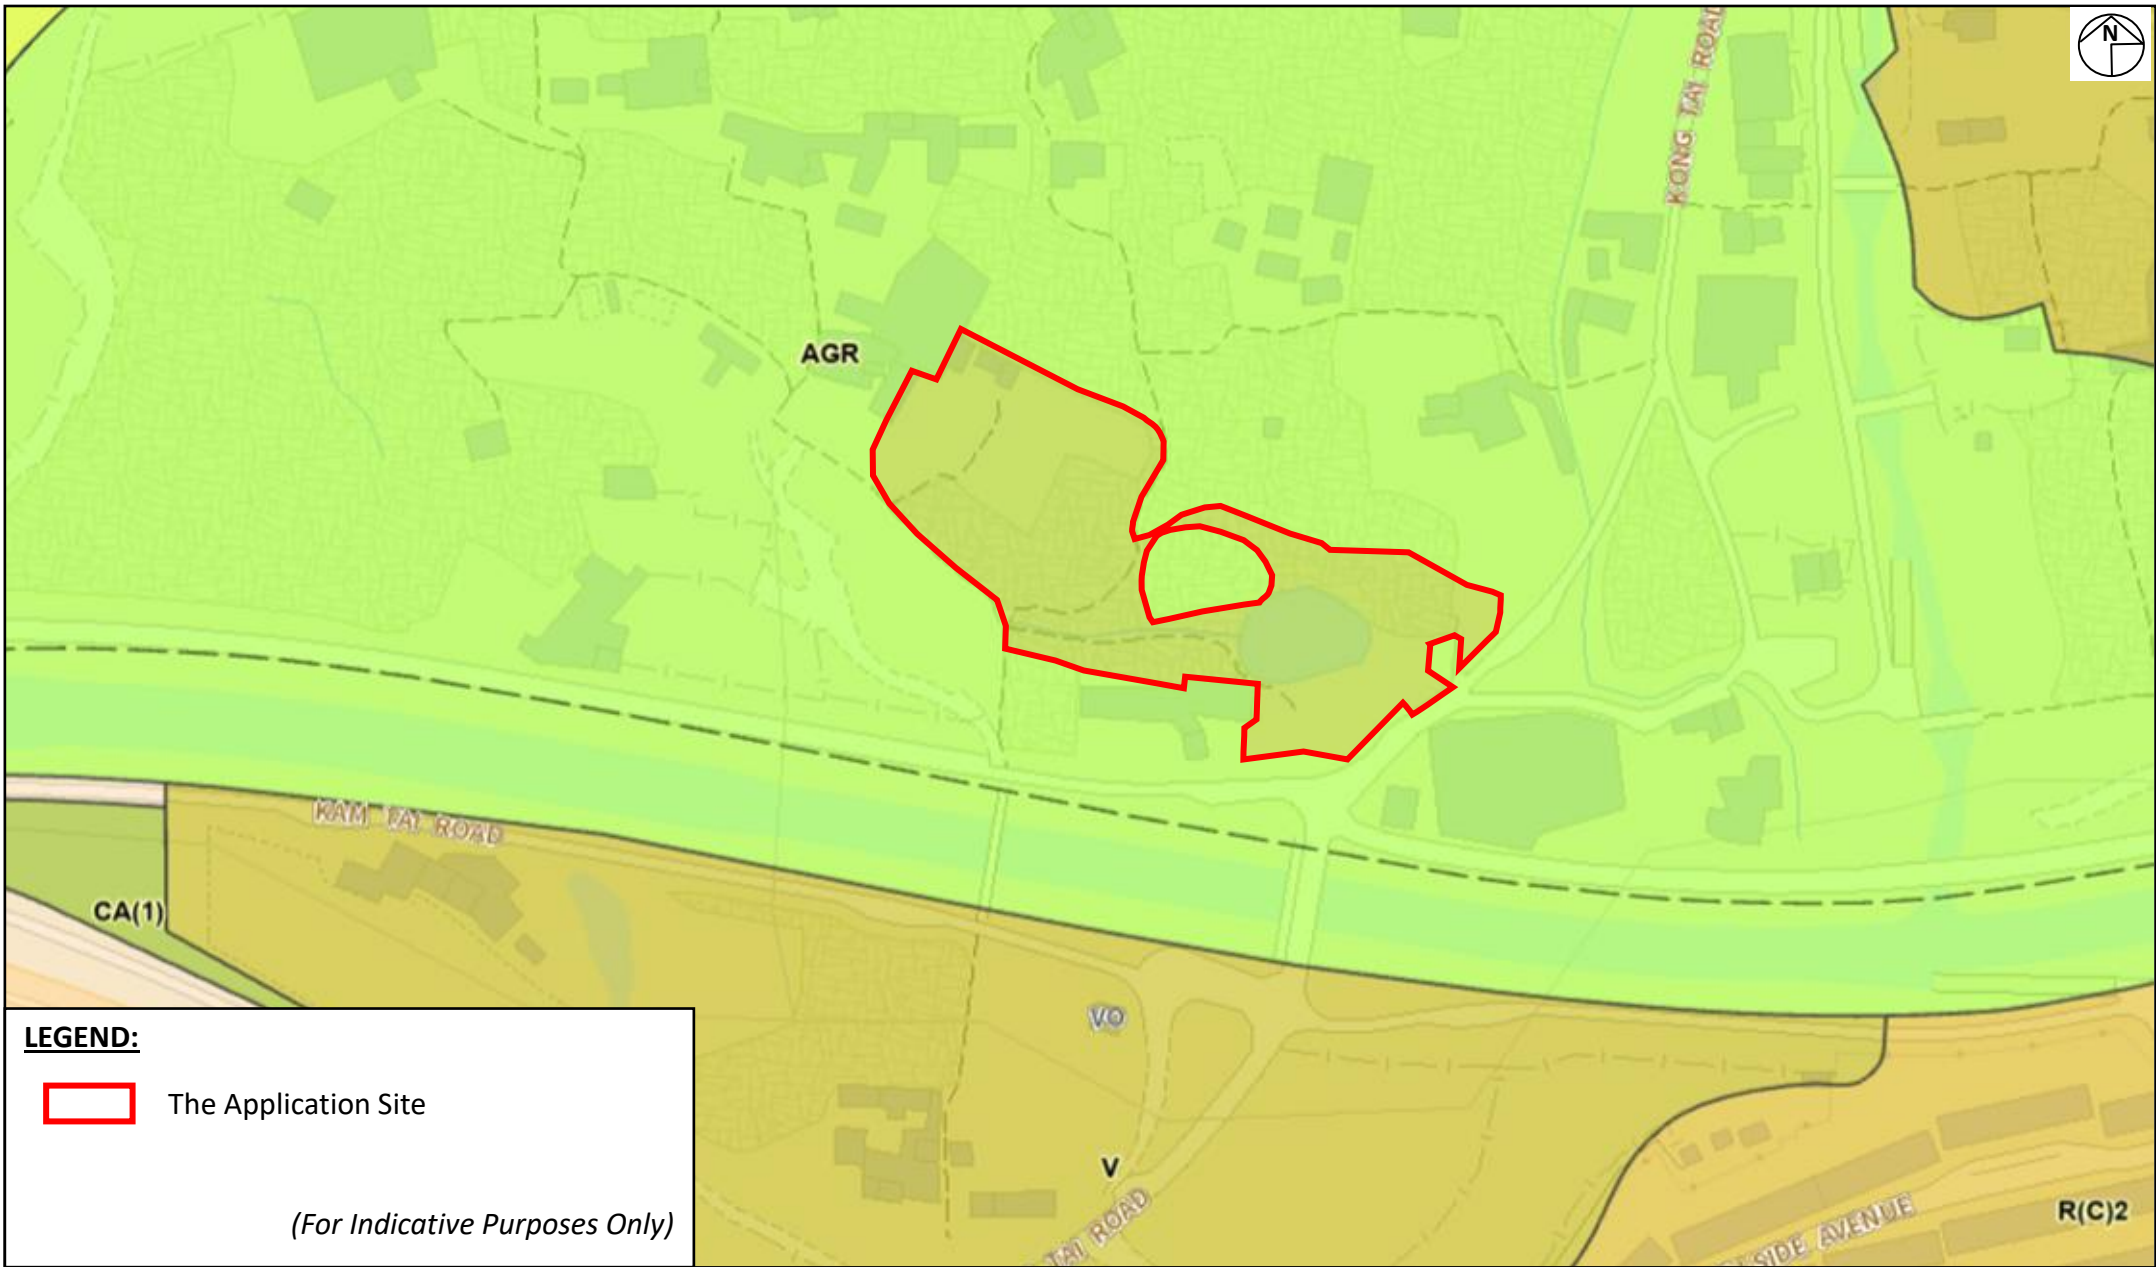 N
KONG TAI ROAD
AGR
KAM TAI ROAD
CA(1)
VO
LEGEND:
The Application Site
V
(For Indicative Purposes Only)
TAI ROAD
SIDE AVENUE
R(C)2